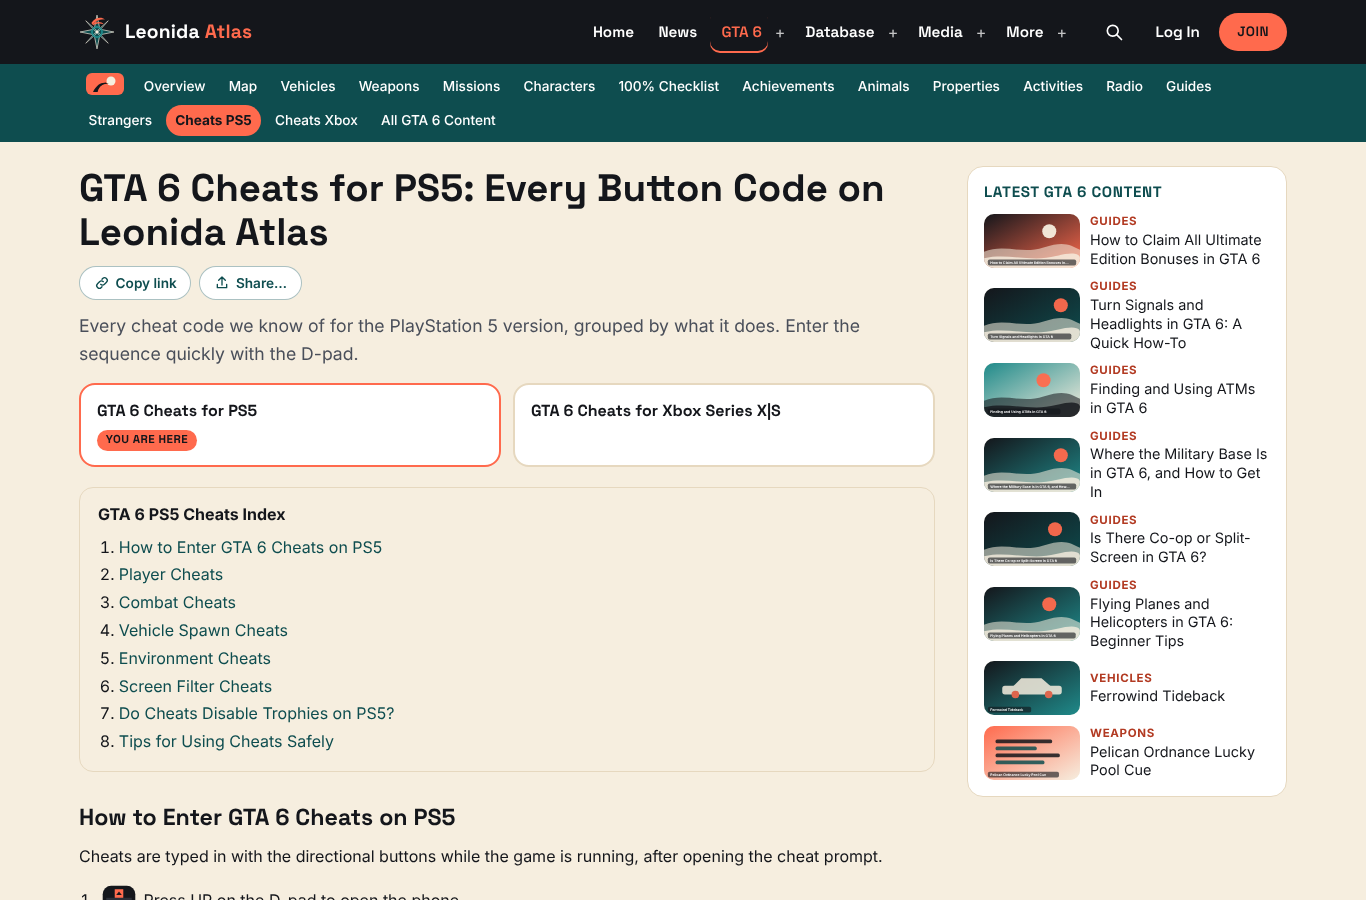 Leonida Atlas
Home News GTA 6 + Database + Media + More + Log In JOIN
Overview Map Vehicles Weapons Missions Characters 100% Checklist Achievements Animals Properties Activities Radio Guides
Strangers Cheats PS5 Cheats Xbox All GTA 6 Content
GTA 6 Cheats for PS5: Every Button Code on
Leonida Atlas
Copy link Share...
Every cheat code we know of for the PlayStation 5 version, grouped by what it does. Enter the
sequence quickly with the D-pad.
GTA 6 Cheats for PS5
YOU ARE HERE
GTA 6 Cheats for Xbox Series X|S
GTA 6 PS5 Cheats Index
1. How to Enter GTA 6 Cheats on PS5
2. Player Cheats
3. Combat Cheats
4. Vehicle Spawn Cheats
5. Environment Cheats
6. Screen Filter Cheats
7. Do Cheats Disable Trophies on PS5?
8. Tips for Using Cheats Safely
How to Enter GTA 6 Cheats on PS5
Cheats are typed in with the directional buttons while the game is running, after opening the cheat prompt.
1. Press UP on the D-pad to open the phone
LATEST GTA 6 CONTENT
GUIDES
How to Claim All Ultimate
Edition Bonuses in GTA 6
GUIDES
Turn Signals and
Headlights in GTA 6: A
Quick How-To
GUIDES
Finding and Using ATMs
in GTA 6
GUIDES
Where the Military Base Is
in GTA 6, and How to Get
In
GUIDES
Is There Co-op or Split-
Screen in GTA 6?
GUIDES
Flying Planes and
Helicopters in GTA 6:
Beginner Tips
VEHICLES
Ferrowind Tideback
WEAPONS
Pelican Ordnance Lucky
Pool Cue